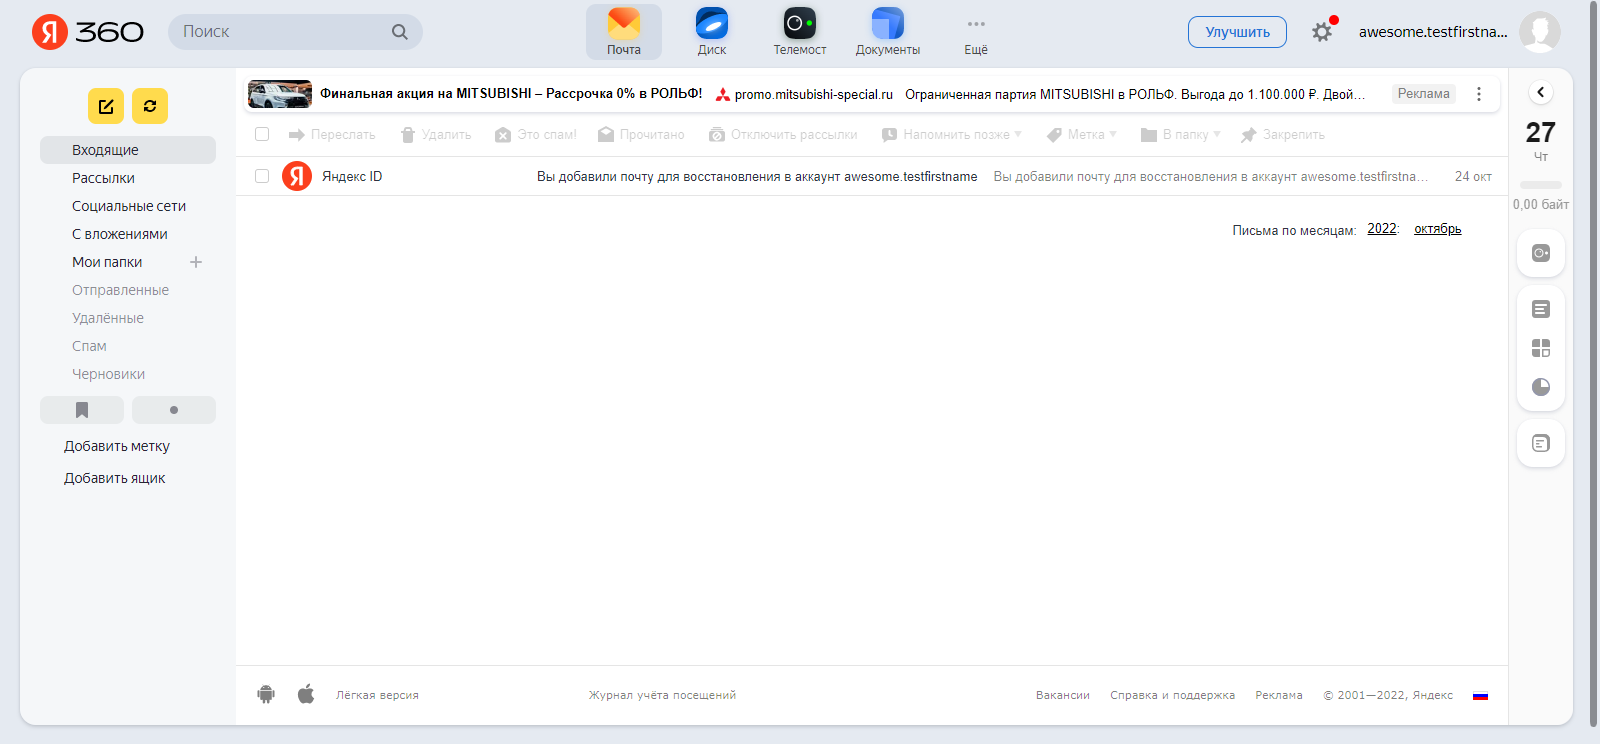 Я 360
Поиск
Почта
Диск
Телемост
Документы
Ещё
Улучшить
awesome.testfirstna...
Финальная акция на MITSUBISHI – Рассрочка 0% в РОЛЬФ! promo.mitsubishi-special.ru Ограниченная партия MITSUBISHI в РОЛЬФ. Выгода до 1.100.000 ₽. Двой... Реклама
Переслать Удалить Это спам! Прочитано Отключить рассылки Напомнить позже Метка В папку Закрепить
Я Яндекс ID Вы добавили почту для восстановления в аккаунт awesome.testfirstname Вы добавили почту для восстановления в аккаунт awesome.testfirstna... 24 окт
Письма по месяцам: 2022: октябрь
Входящие
Рассылки
Социальные сети
С вложениями
Мои папки
Отправленные
Удалённые
Спам
Черновики
Добавить метку
Добавить ящик
27
Чт
0,00 байт
Лёгкая версия Журнал учёта посещений Вакансии Справка и поддержка Реклама © 2001—2022, Яндекс